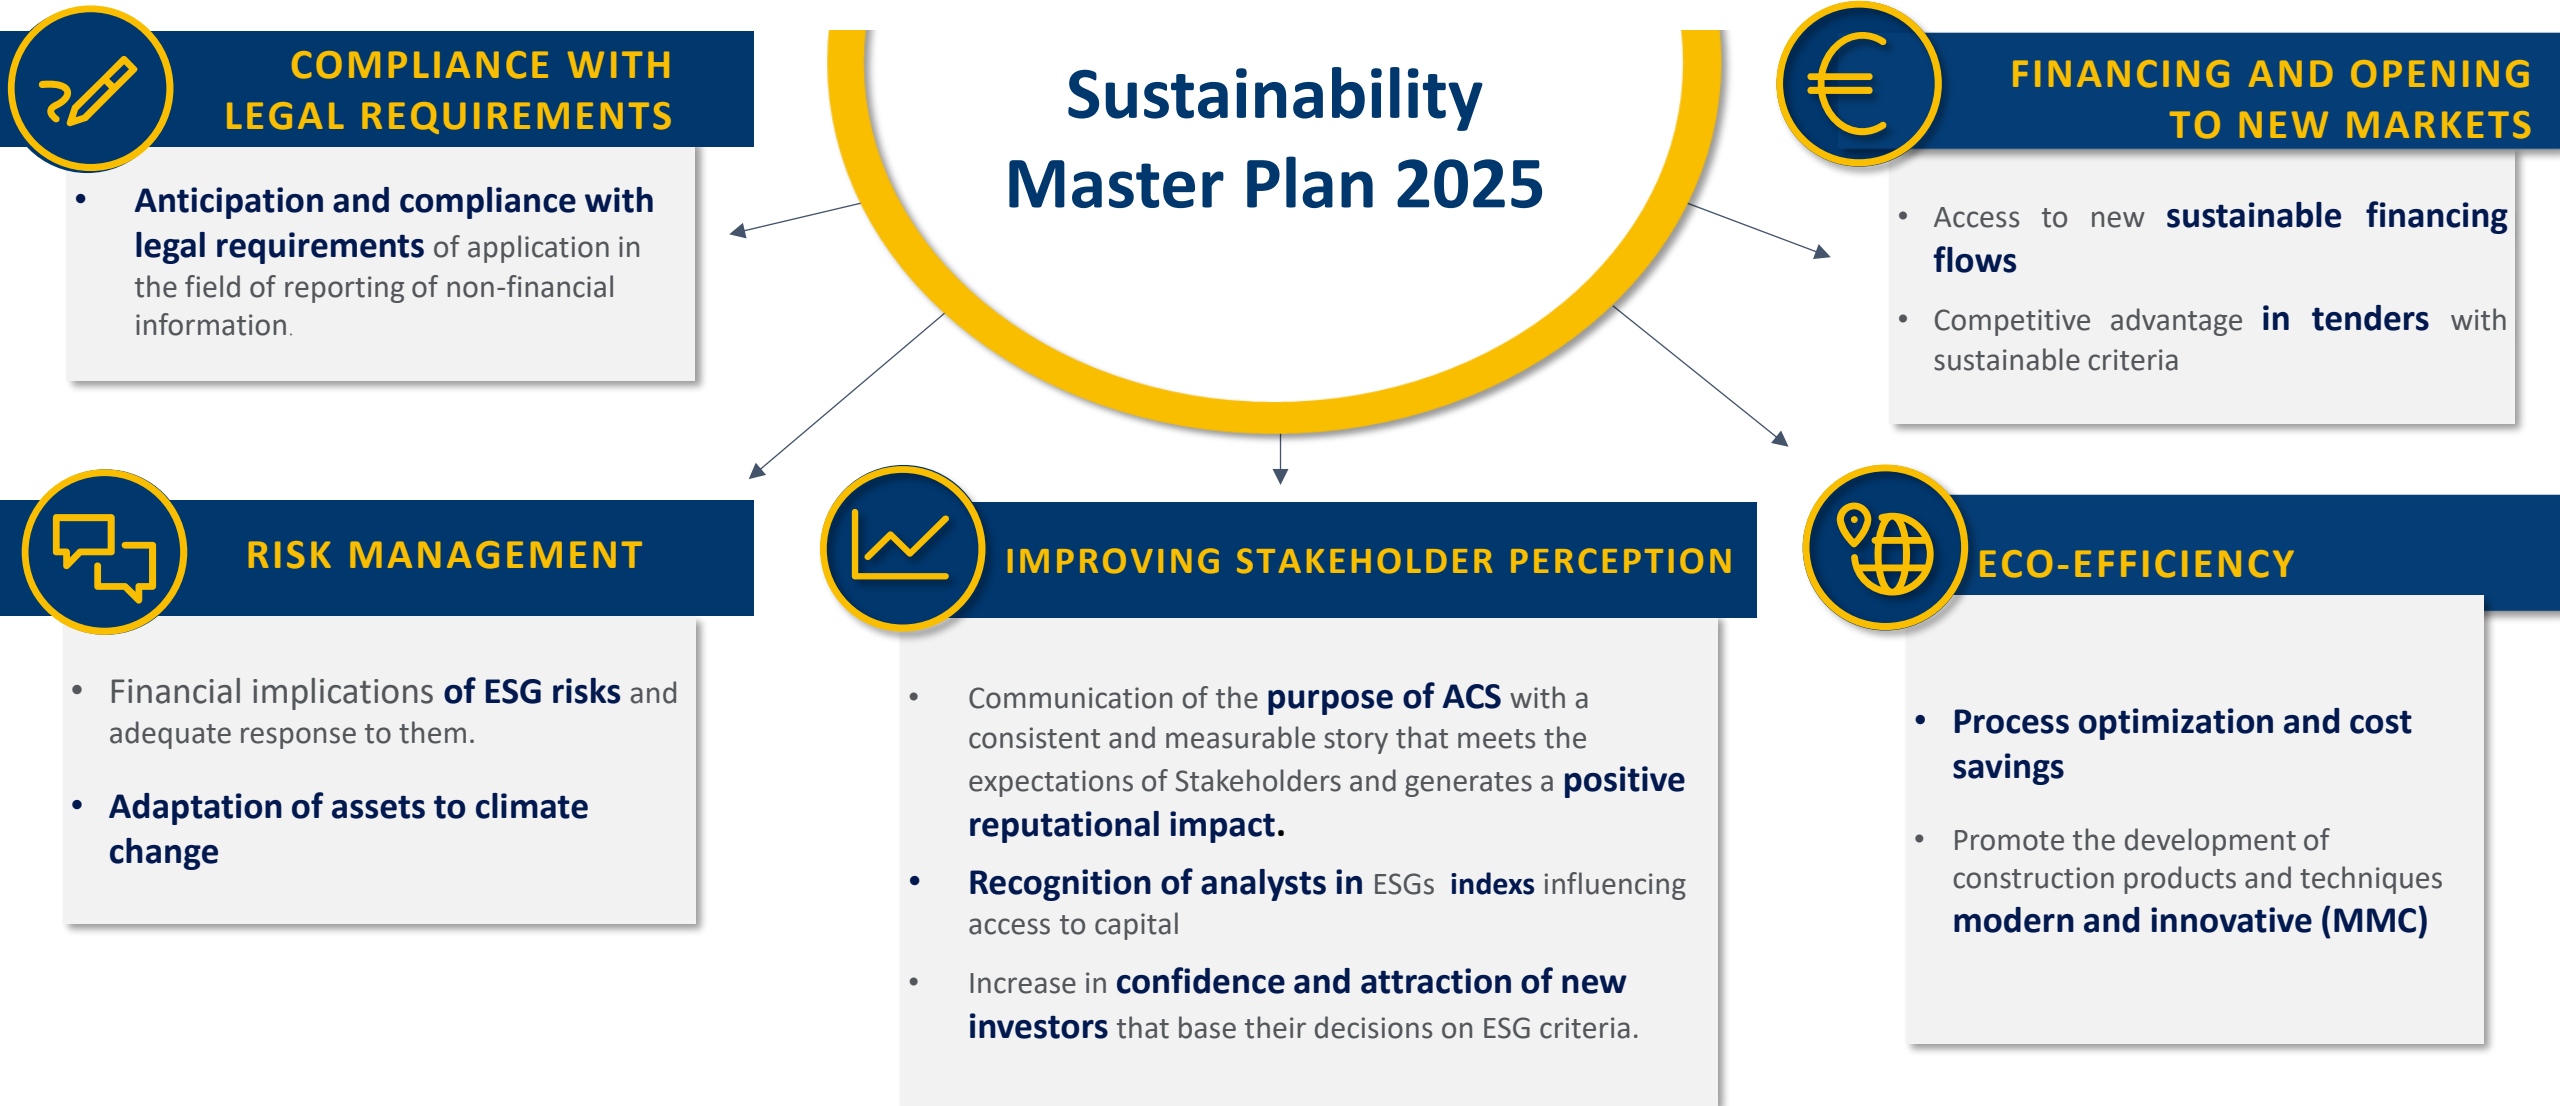 Sustainability
Master Plan 2025
COMPLIANCE WITH
LEGAL REQUIREMENTS
• Anticipation and compliance with
legal requirements of application in
the field of reporting of non-financial
information.
FINANCING AND OPENING
TO NEW MARKETS
• Access to new sustainable financing
flows
• Competitive advantage in tenders with
sustainable criteria
RISK MANAGEMENT
• Financial implications of ESG risks and
adequate response to them.
• Adaptation of assets to climate
change
IMPROVING STAKEHOLDER PERCEPTION
• Communication of the purpose of ACS with a
consistent and measurable story that meets the
expectations of Stakeholders and generates a positive
reputational impact.
• Recognition of analysts in ESGs indexs influencing
access to capital
• Increase in confidence and attraction of new
investors that base their decisions on ESG criteria.
ECO-EFFICIENCY
• Process optimization and cost
savings
• Promote the development of
construction products and techniques
modern and innovative (MMC)